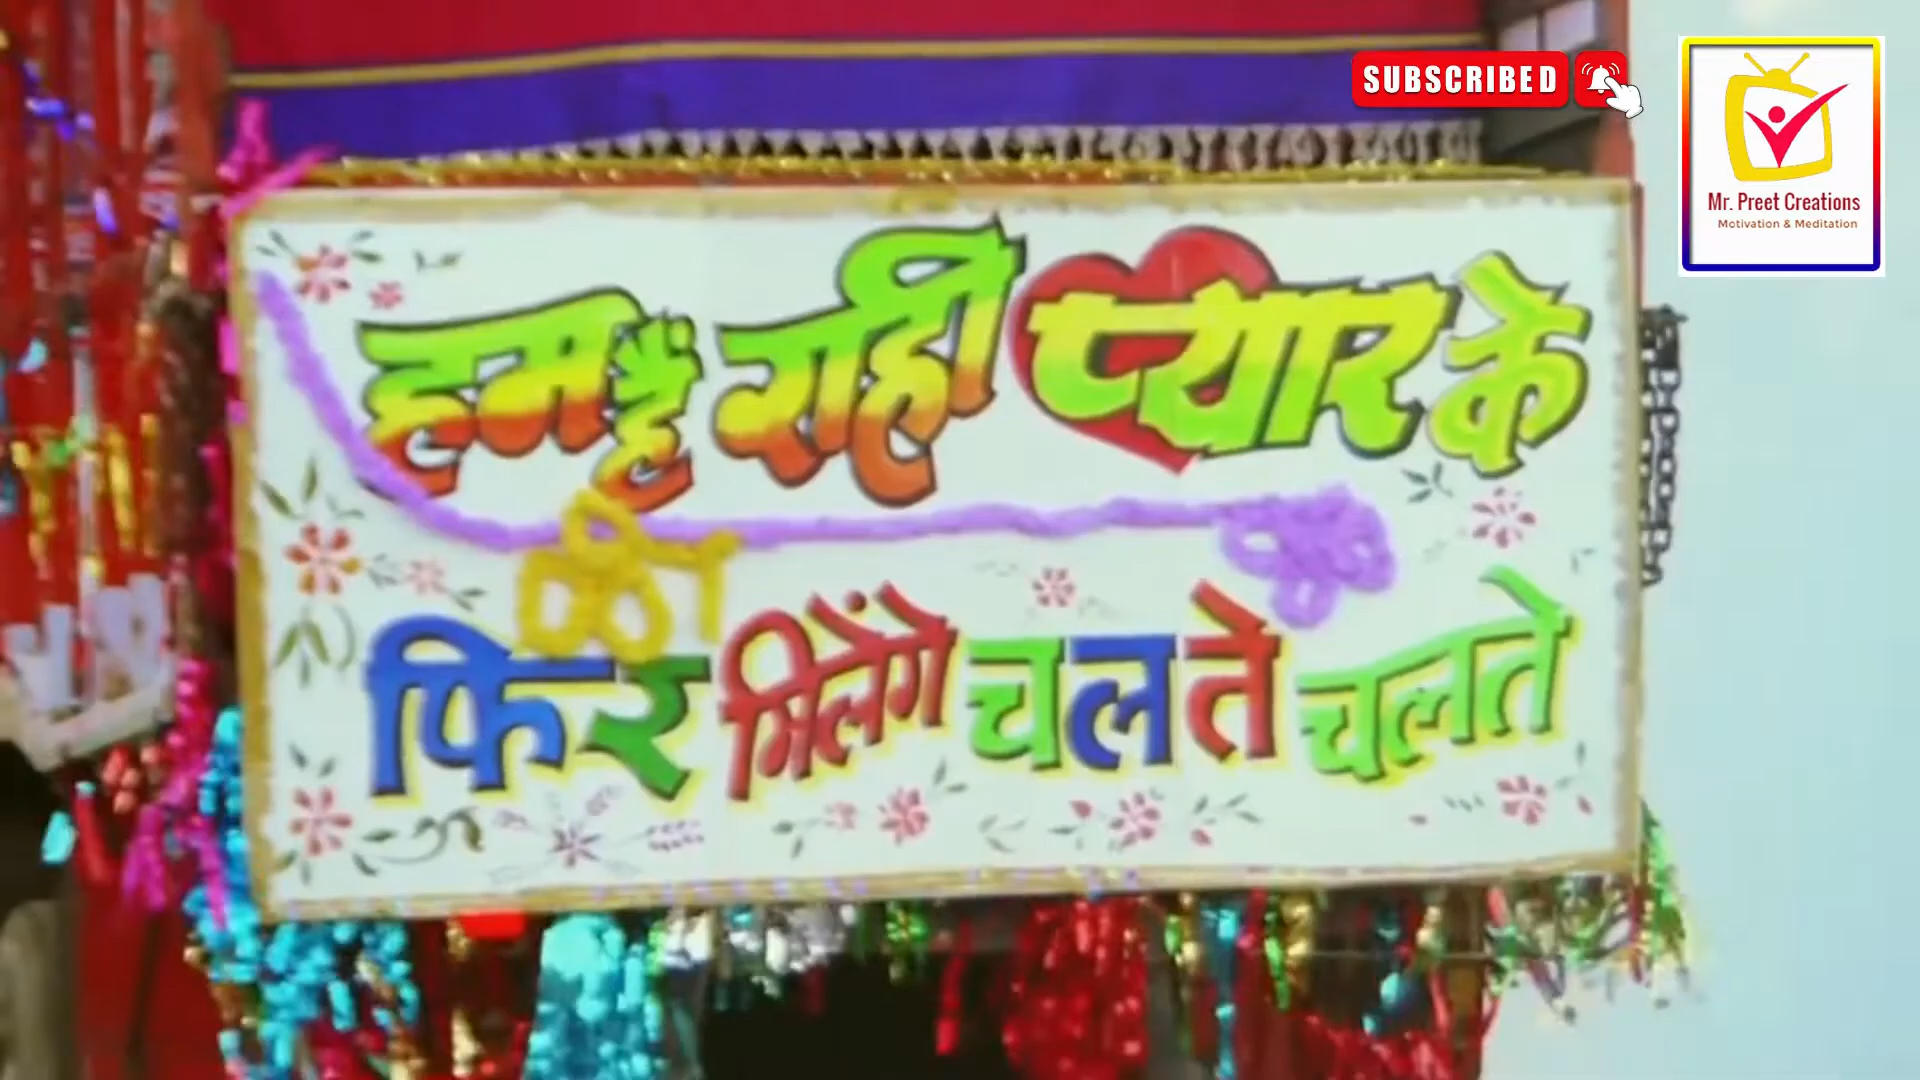 SUBSCRIBED
Mr. Preet Creations
Motivation & Meditation
हम हैं राही प्यार के
फिर मिलेंगे चलते चलते